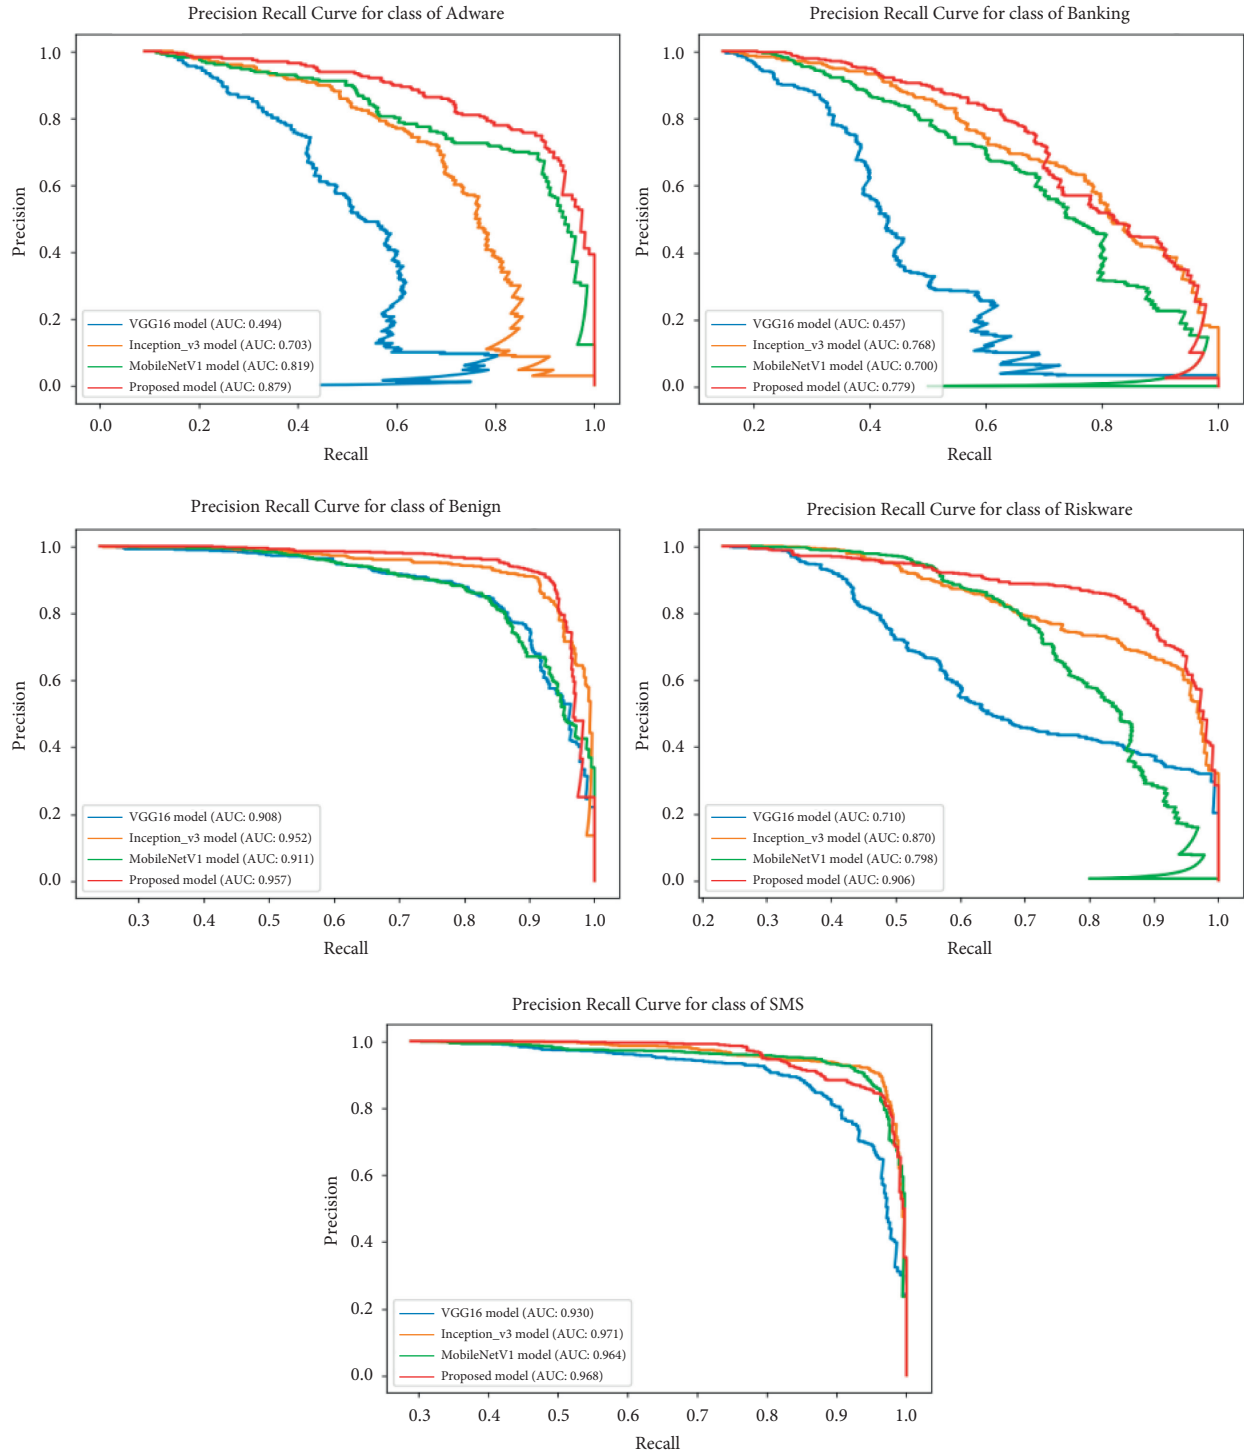 Precision Recall Curve for class of Adware
1.0
0.8
0.6
0.4
0.2
0.0
Precision
VGG16 model (AUC: 0.494)
Inception_v3 model (AUC: 0.703)
MobileNetV1 model (AUC: 0.819)
Proposed model (AUC: 0.879)
0.0 0.2 0.4 0.6 0.8 1.0
Recall
Precision Recall Curve for class of Banking
1.0
0.8
0.6
0.4
0.2
0.0
Precision
VGG16 model (AUC: 0.457)
Inception_v3 model (AUC: 0.768)
MobileNetV1 model (AUC: 0.700)
Proposed model (AUC: 0.779)
0.2 0.4 0.6 0.8 1.0
Recall
Precision Recall Curve for class of Benign
1.0
0.8
0.6
0.4
0.2
0.0
Precision
VGG16 model (AUC: 0.908)
Inception_v3 model (AUC: 0.952)
MobileNetV1 model (AUC: 0.911)
Proposed model (AUC: 0.957)
0.3 0.4 0.5 0.6 0.7 0.8 0.9 1.0
Recall
Precision Recall Curve for class of Riskware
1.0
0.8
0.6
0.4
0.2
0.0
Precision
VGG16 model (AUC: 0.710)
Inception_v3 model (AUC: 0.870)
MobileNetV1 model (AUC: 0.798)
Proposed model (AUC: 0.906)
0.2 0.3 0.4 0.5 0.6 0.7 0.8 0.9 1.0
Recall
Precision Recall Curve for class of SMS
1.0
0.8
0.6
0.4
0.2
0.0
Precision
VGG16 model (AUC: 0.930)
Inception_v3 model (AUC: 0.971)
MobileNetV1 model (AUC: 0.964)
Proposed model (AUC: 0.968)
0.3 0.4 0.5 0.6 0.7 0.8 0.9 1.0
Recall